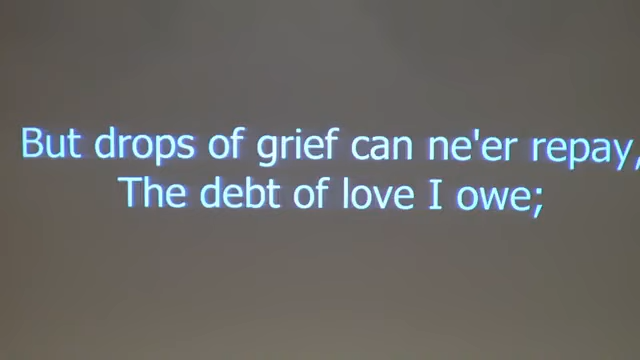 But drops of grief can ne'er repay,
The debt of love I owe;